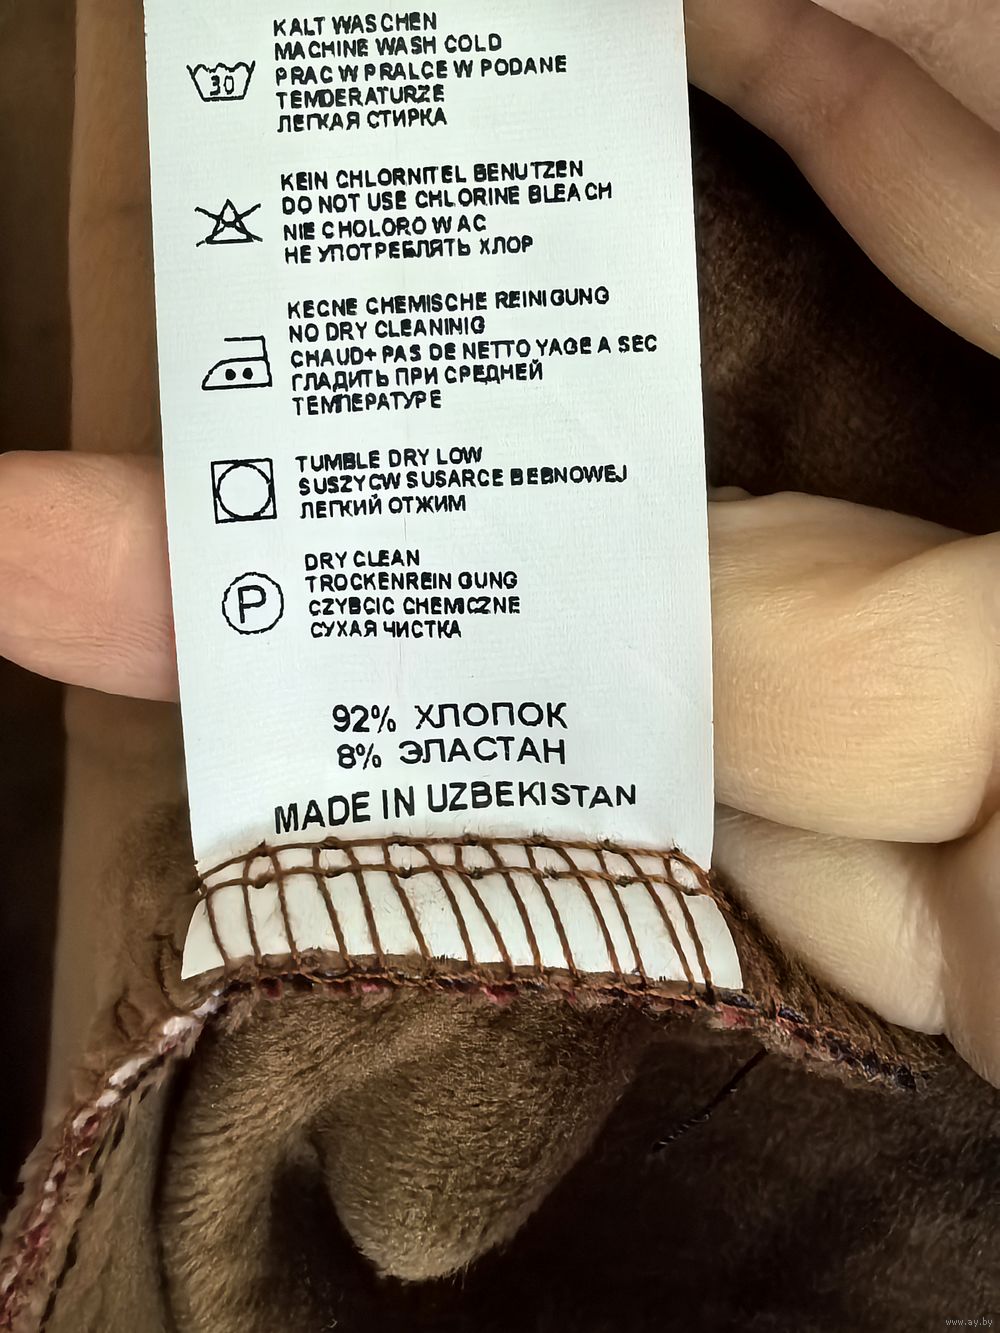 KALT WASCHEN
MACHINE WASH COLD
PRAC W PRALCE W PODANE
TEMDERATURZE
ЛЕГКАЯ СТИРКА
30
KEIN CHLORNITEL BENUTZEN
DO NOT USE CHLORINE BLEACH
NIE CHOLORO WAC
НЕ УПОТРЕБЛЯТЬ ХЛОР
KECNE CHEMISCHE REINIGUNG
NO DRY CLEANINIG
CHAUD+ PAS DE NETTO YAGE A SEC
ГЛАДИТЬ ПРИ СРЕДНЕЙ
ТЕМПЕРАТУРЕ
TUMBLE DRY LOW
SUSZYCW SUSARCE BEBNOWEJ
ЛЕГКИЙ ОТЖИМ
DRY CLEAN
TROCKENREIN GUNG
CZYBCIC CHEMICZNE
СУХАЯ ЧИСТКА
P
92% ХЛОПОК
8% ЭЛАСТАН
MADE IN UZBEKISTAN
www.ay.by